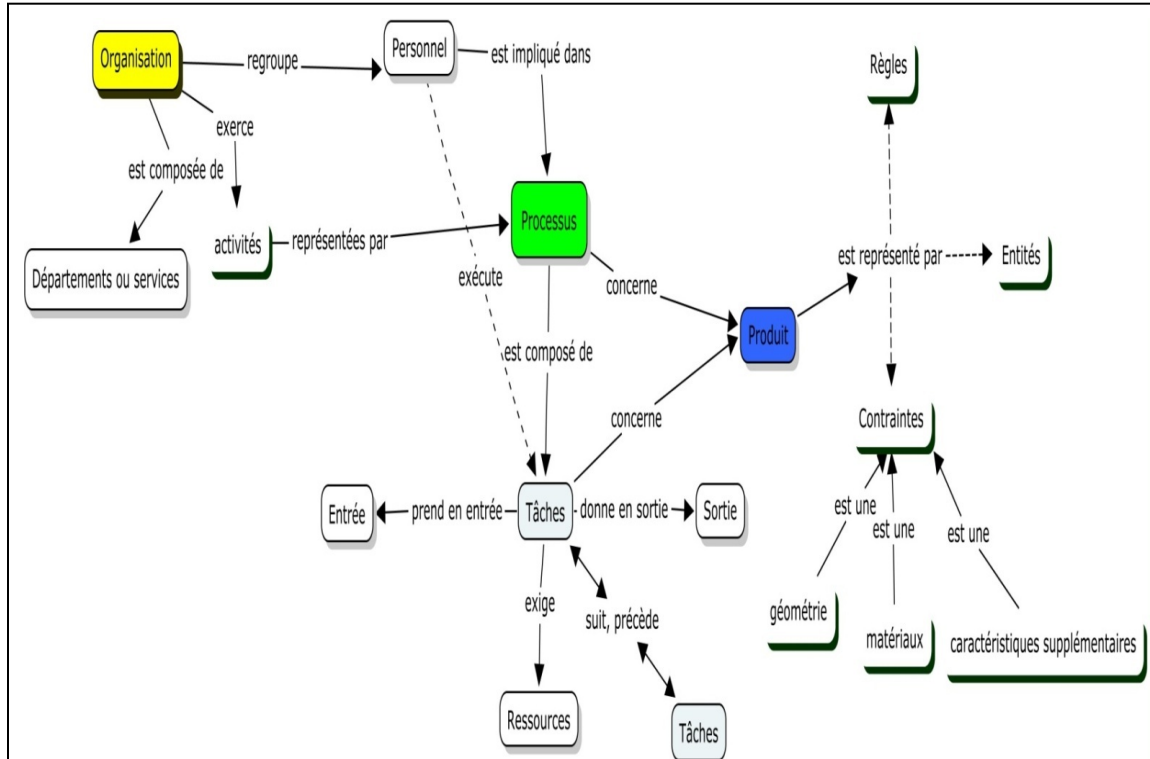 Organisation
regroupe
Personnel
est impliqué dans
Règles
exerce
est composée de
Départements ou services
activités
représentées par
Processus
exécute
concerne
est représenté par
Entités
Produit
est composé de
concerne
Contraintes
Entrée
prend en entrée
Tâches
donne en sortie
Sortie
est une
est une
est une
exige
suit, précède
géométrie
matériaux
caractéristiques supplémentaires
Ressources
Tâches